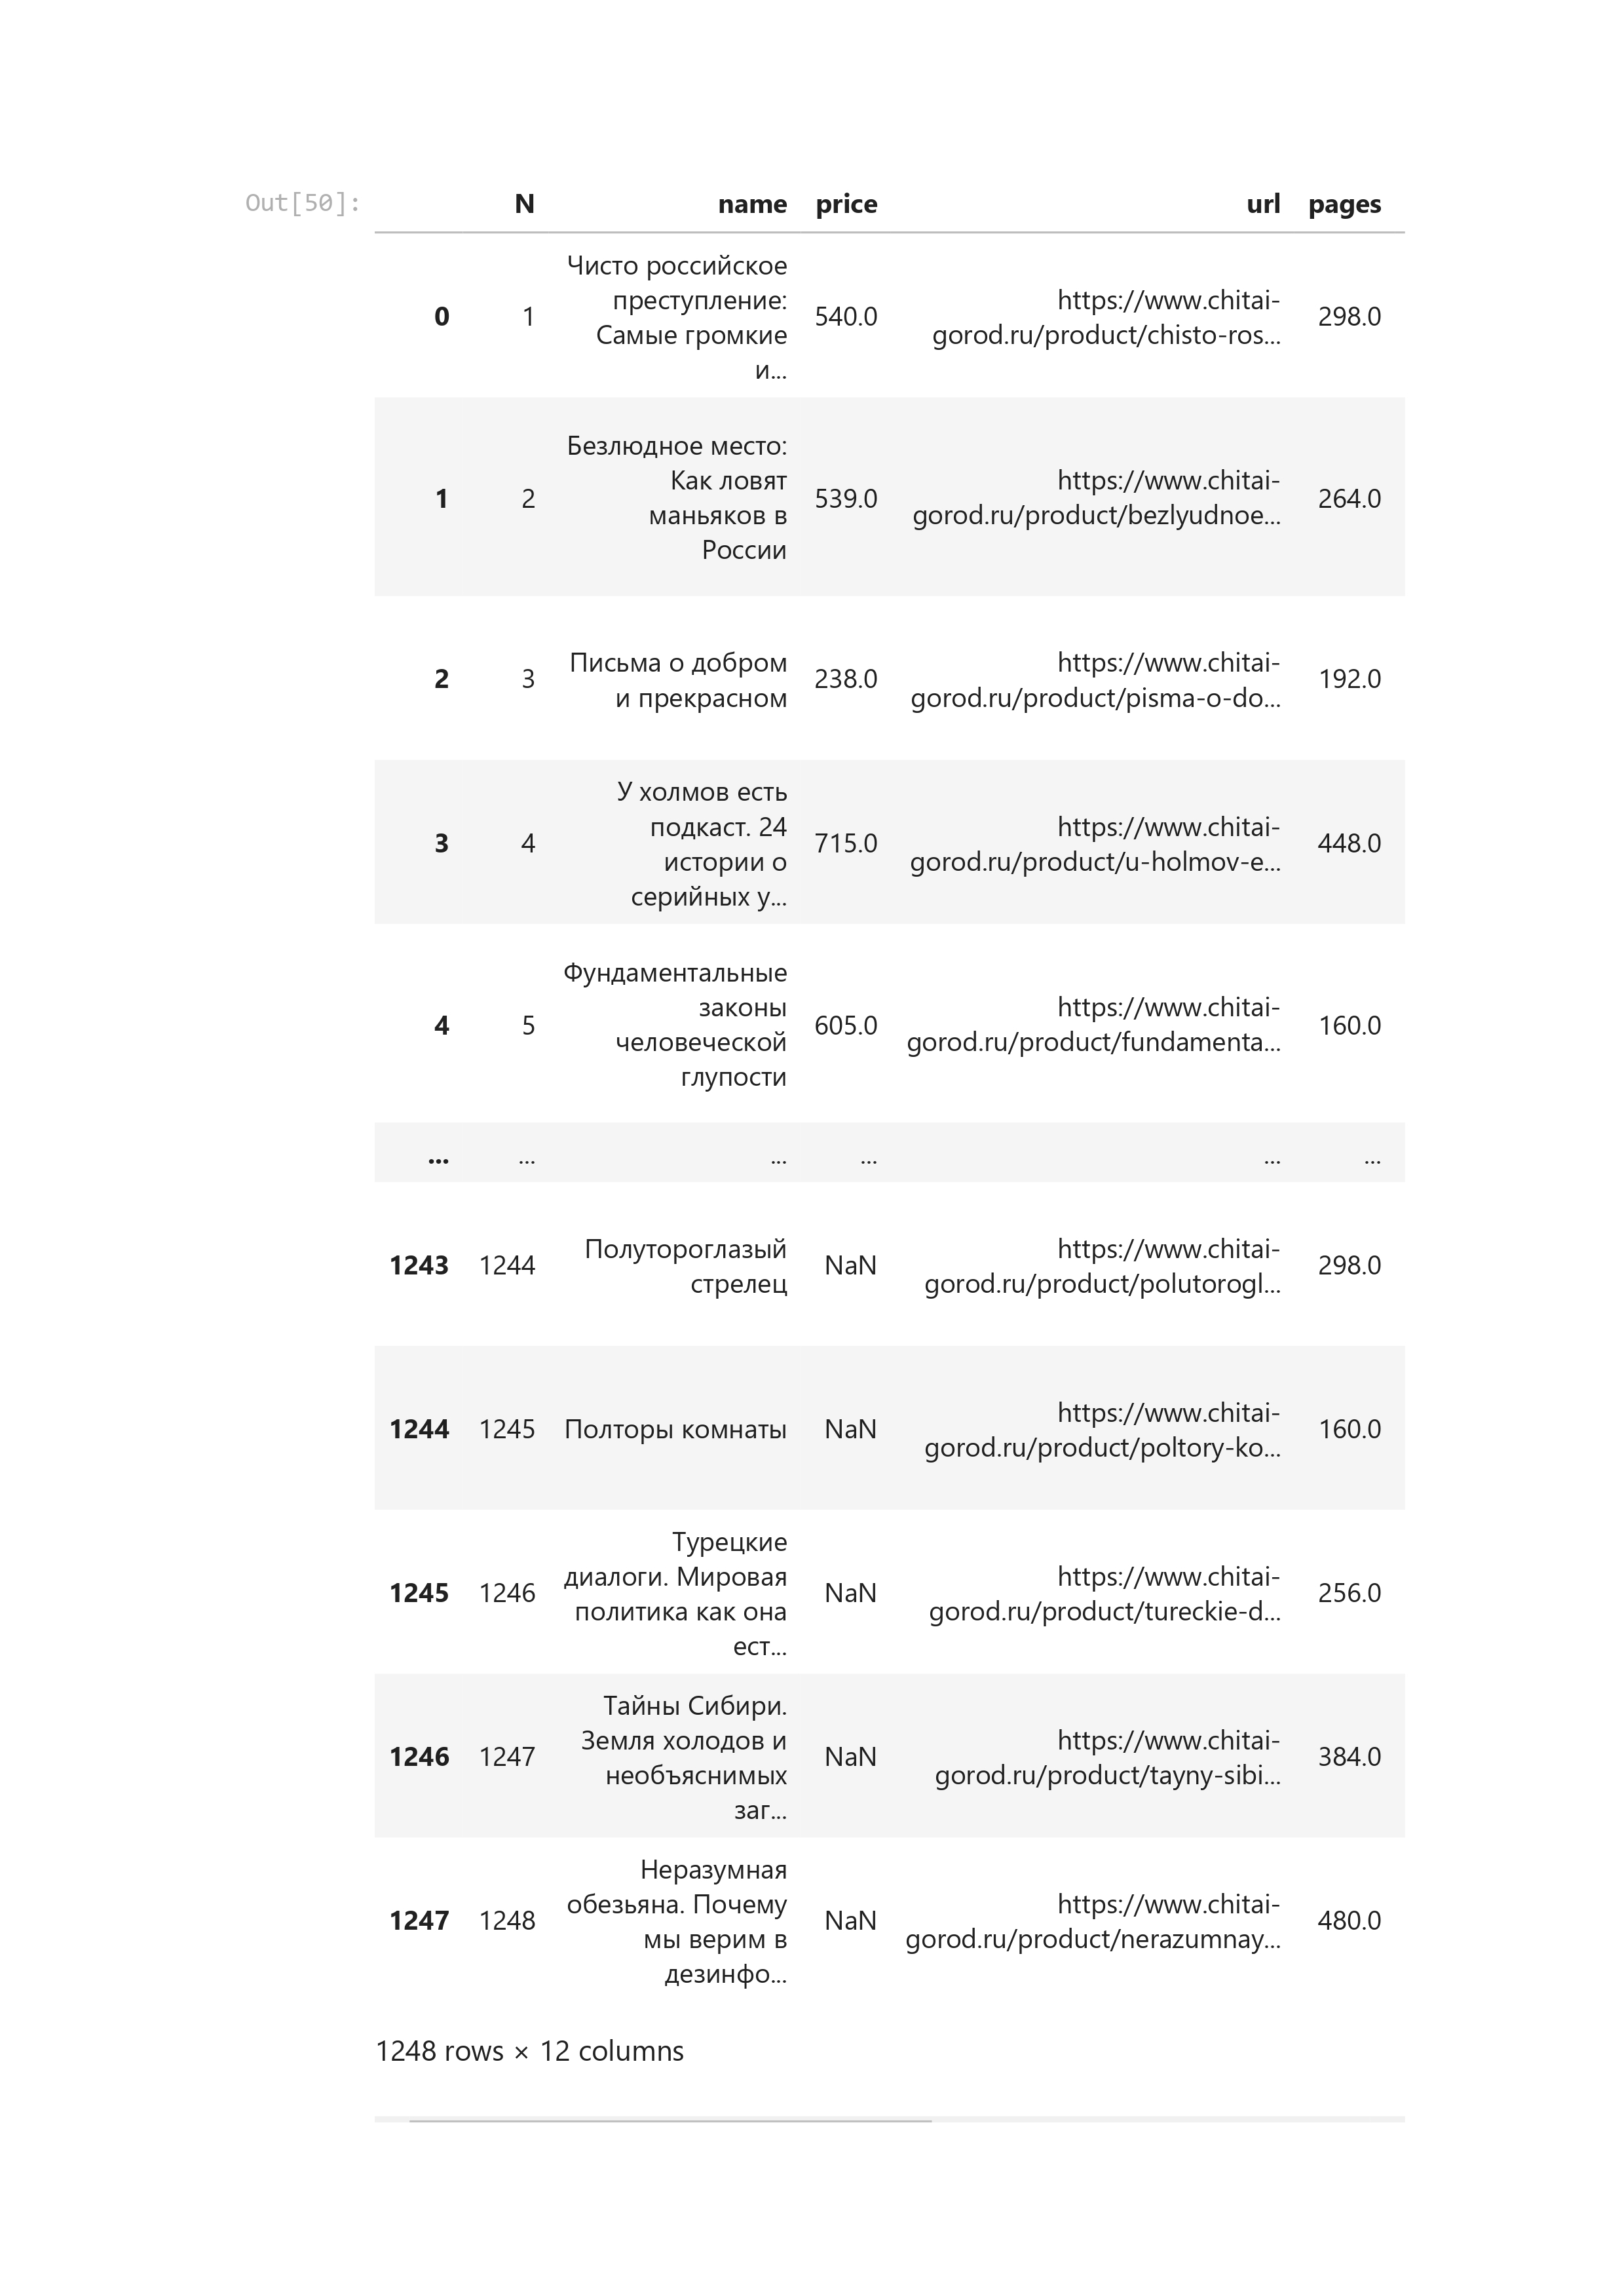 Out[50]:
N name price url pages
Чисто российское
преступление:
Самые громкие
и...
0 1 540.0 298.0
https://www.chitai-
gorod.ru/product/chisto-ros...
Безлюдное место:
Как ловят
маньяков в
России
1 2 539.0 264.0
https://www.chitai-
gorod.ru/product/bezlyudnoe...
Письма о добром
и прекрасном
2 3 238.0 192.0
https://www.chitai-
gorod.ru/product/pisma-o-do...
У холмов есть
подкаст. 24
истории о
серийных у...
3 4 715.0 448.0
https://www.chitai-
gorod.ru/product/u-holmov-e...
Фундаментальные
законы
человеческой
глупости
4 5 605.0 160.0
https://www.chitai-
gorod.ru/product/fundamenta...
... ... ... ... ... ...
Полутороглазый
стрелец
1243 1244 NaN 298.0
https://www.chitai-
gorod.ru/product/polutorogl...
1244 1245 Полторы комнаты NaN 160.0
https://www.chitai-
gorod.ru/product/poltory-ko...
Турецкие
диалоги. Мировая
политика как она
ест...
1245 1246 NaN 256.0
https://www.chitai-
gorod.ru/product/tureckie-d...
Тайны Сибири.
Земля холодов и
необъяснимых
заг...
1246 1247 NaN 384.0
https://www.chitai-
gorod.ru/product/tayny-sibi...
Неразумная
обезьяна. Почему
мы верим в
дезинфо...
1247 1248 NaN 480.0
https://www.chitai-
gorod.ru/product/nerazumnay...
1248 rows × 12 columns